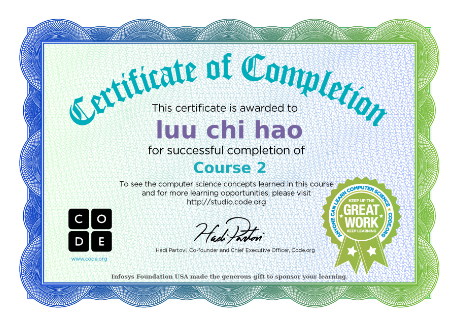 Certificate of Completion
This certificate is awarded to
luu chi hao
for successful completion of
Course 2
To see the computer science concepts learned in this course
and for more learning opportunities, please visit
http://studio.code.org
C O
D E
www.code.org
Hadi Partovi
Hadi Partovi, Co-founder and Chief Executive Officer, Code.org
ANYONE CAN LEARN COMPUTER SCIENCE
KEEP UP THE
GREAT
WORK
KEEP LEARNING
Infosys Foundation USA made the generous gift to sponsor your learning.